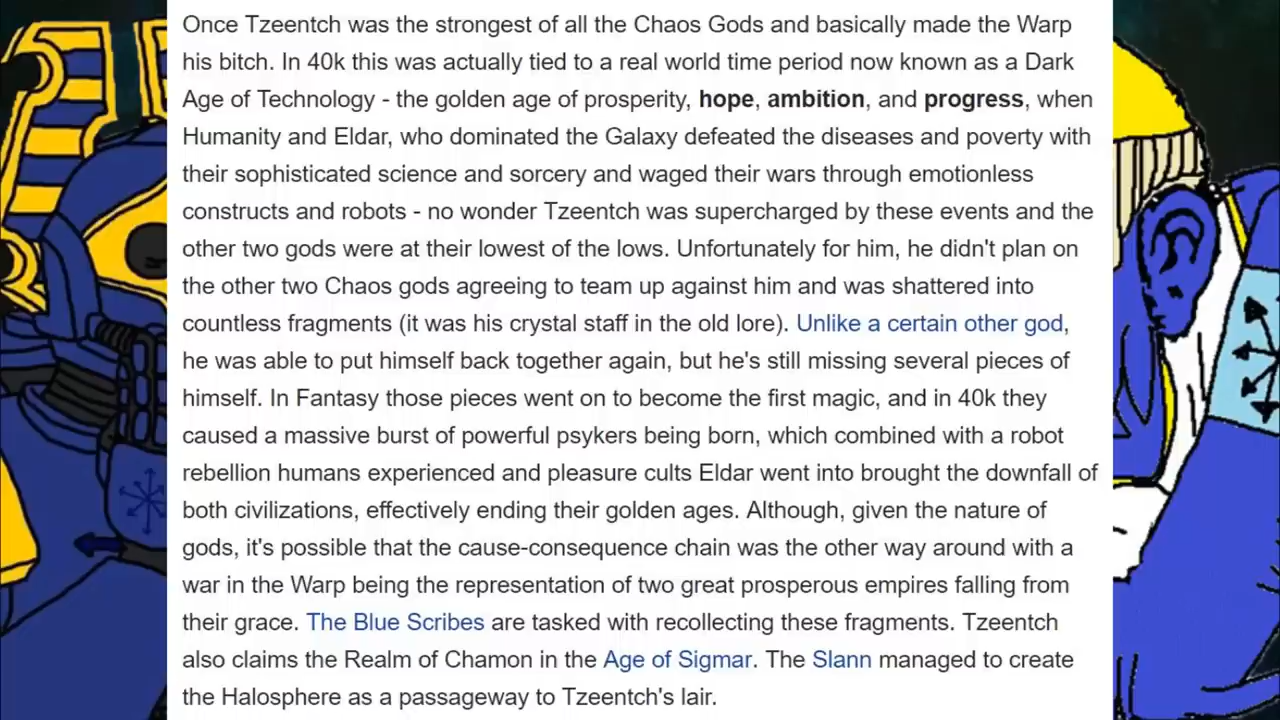 Once Tzeentch was the strongest of all the Chaos Gods and basically made the Warp
his bitch. In 40k this was actually tied to a real world time period now known as a Dark
Age of Technology - the golden age of prosperity, hope, ambition, and progress, when
Humanity and Eldar, who dominated the Galaxy defeated the diseases and poverty with
their sophisticated science and sorcery and waged their wars through emotionless
constructs and robots - no wonder Tzeentch was supercharged by these events and the
other two gods were at their lowest of the lows. Unfortunately for him, he didn't plan on
the other two Chaos gods agreeing to team up against him and was shattered into
countless fragments (it was his crystal staff in the old lore). Unlike a certain other god,
he was able to put himself back together again, but he's still missing several pieces of
himself. In Fantasy those pieces went on to become the first magic, and in 40k they
caused a massive burst of powerful psykers being born, which combined with a robot
rebellion humans experienced and pleasure cults Eldar went into brought the downfall of
both civilizations, effectively ending their golden ages. Although, given the nature of
gods, it's possible that the cause-consequence chain was the other way around with a
war in the Warp being the representation of two great prosperous empires falling from
their grace. The Blue Scribes are tasked with recollecting these fragments. Tzeentch
also claims the Realm of Chamon in the Age of Sigmar. The Slann managed to create
the Halosphere as a passageway to Tzeentch's lair.